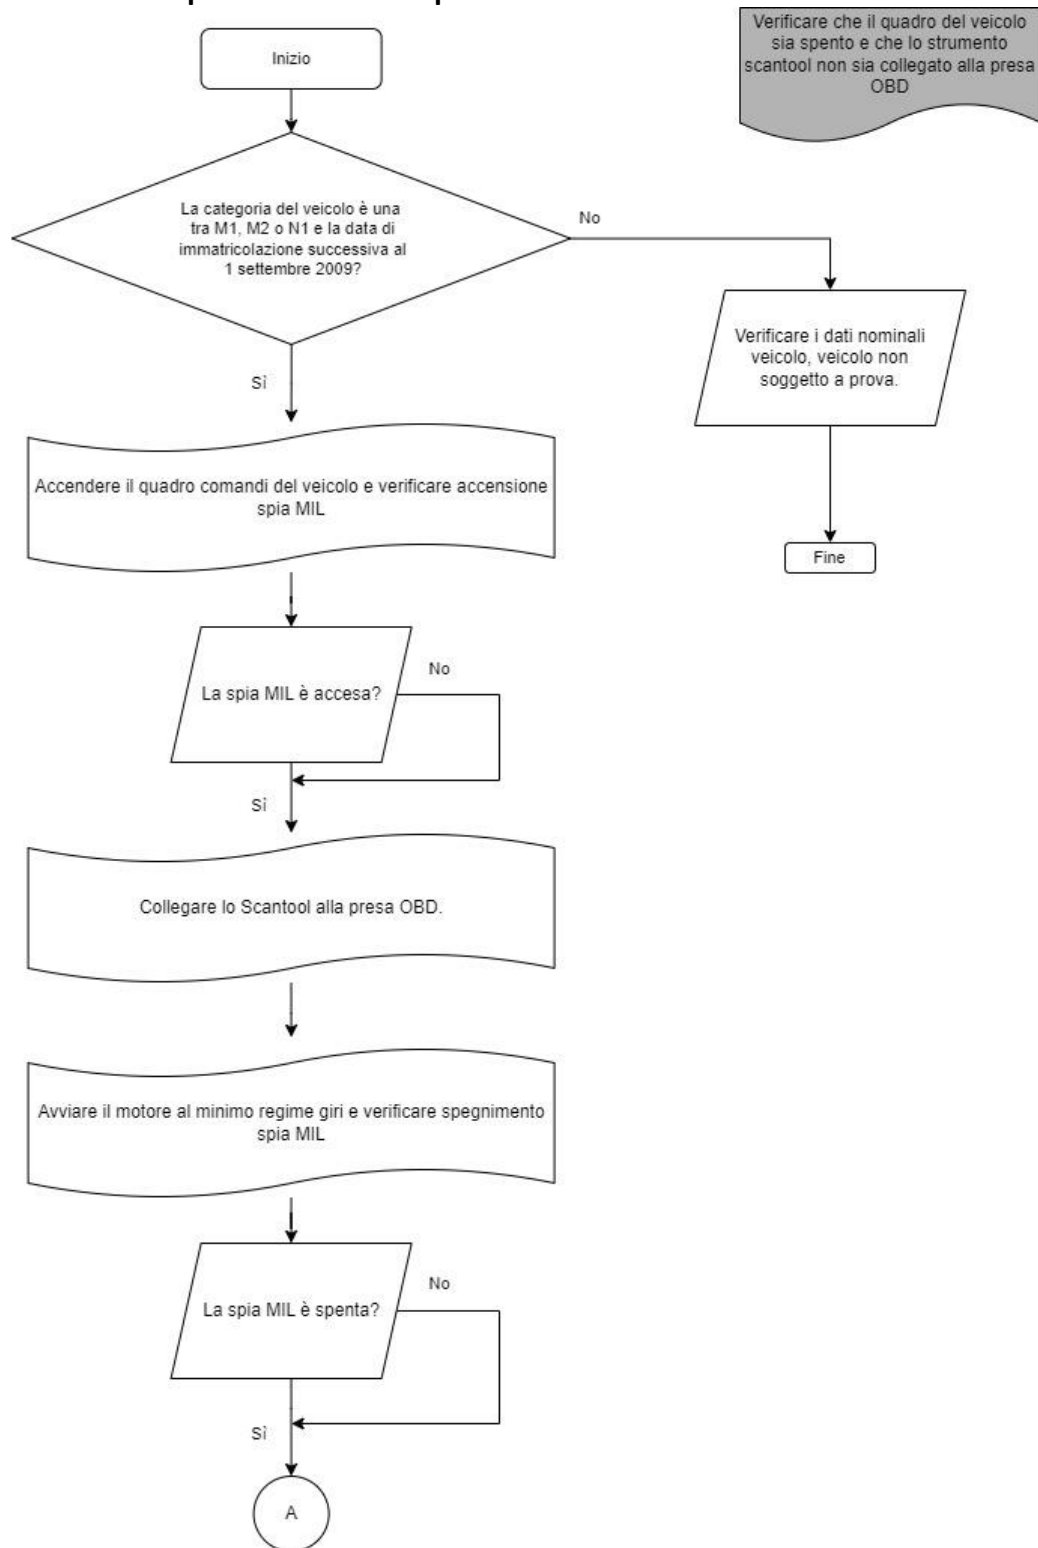 Inizio
Verificare che il quadro del veicolo
sia spento e che lo strumento
scantool non sia collegato alla presa
OBD
La categoria del veicolo è una
tra M1, M2 o N1 e la data di
immatricolazione successiva al
1 settembre 2009?
No
Verificare i dati nominali
veicolo, veicolo non
soggetto a prova.
Fine
Sì
Accendere il quadro comandi del veicolo e verificare accensione
spia MIL
La spia MIL è accesa?
No
Sì
Collegare lo Scantool alla presa OBD.
Avviare il motore al minimo regime giri e verificare spegnimento
spia MIL
La spia MIL è spenta?
No
Sì
A